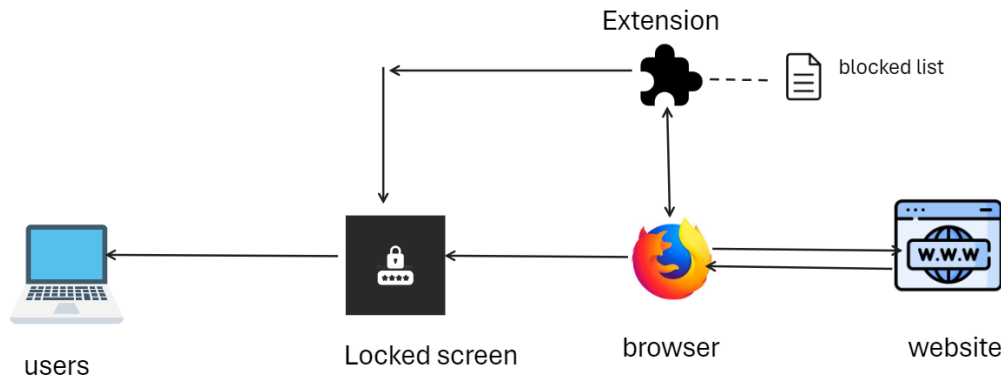 Extension
blocked list
****
W.W.W
users
Locked screen
browser
website